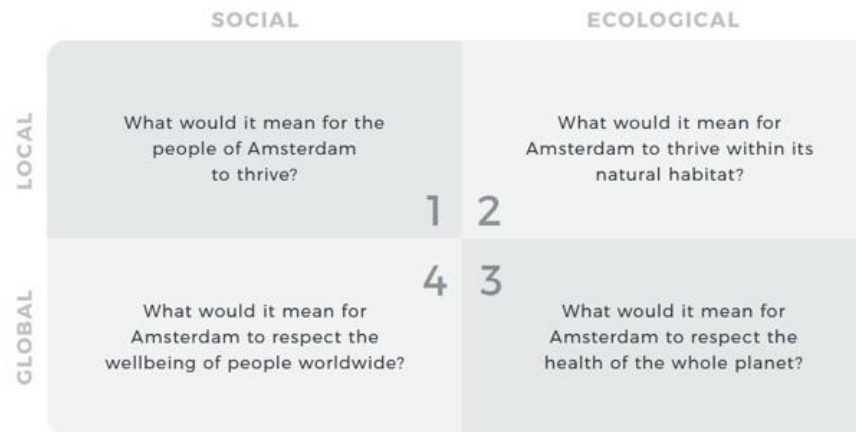 SOCIAL
ECOLOGICAL
LOCAL
What would it mean for the
people of Amsterdam
to thrive?
1
What would it mean for
Amsterdam to thrive within its
natural habitat?
2
GLOBAL
What would it mean for
Amsterdam to respect the
wellbeing of people worldwide?
4
3
What would it mean for
Amsterdam to respect the
health of the whole planet?